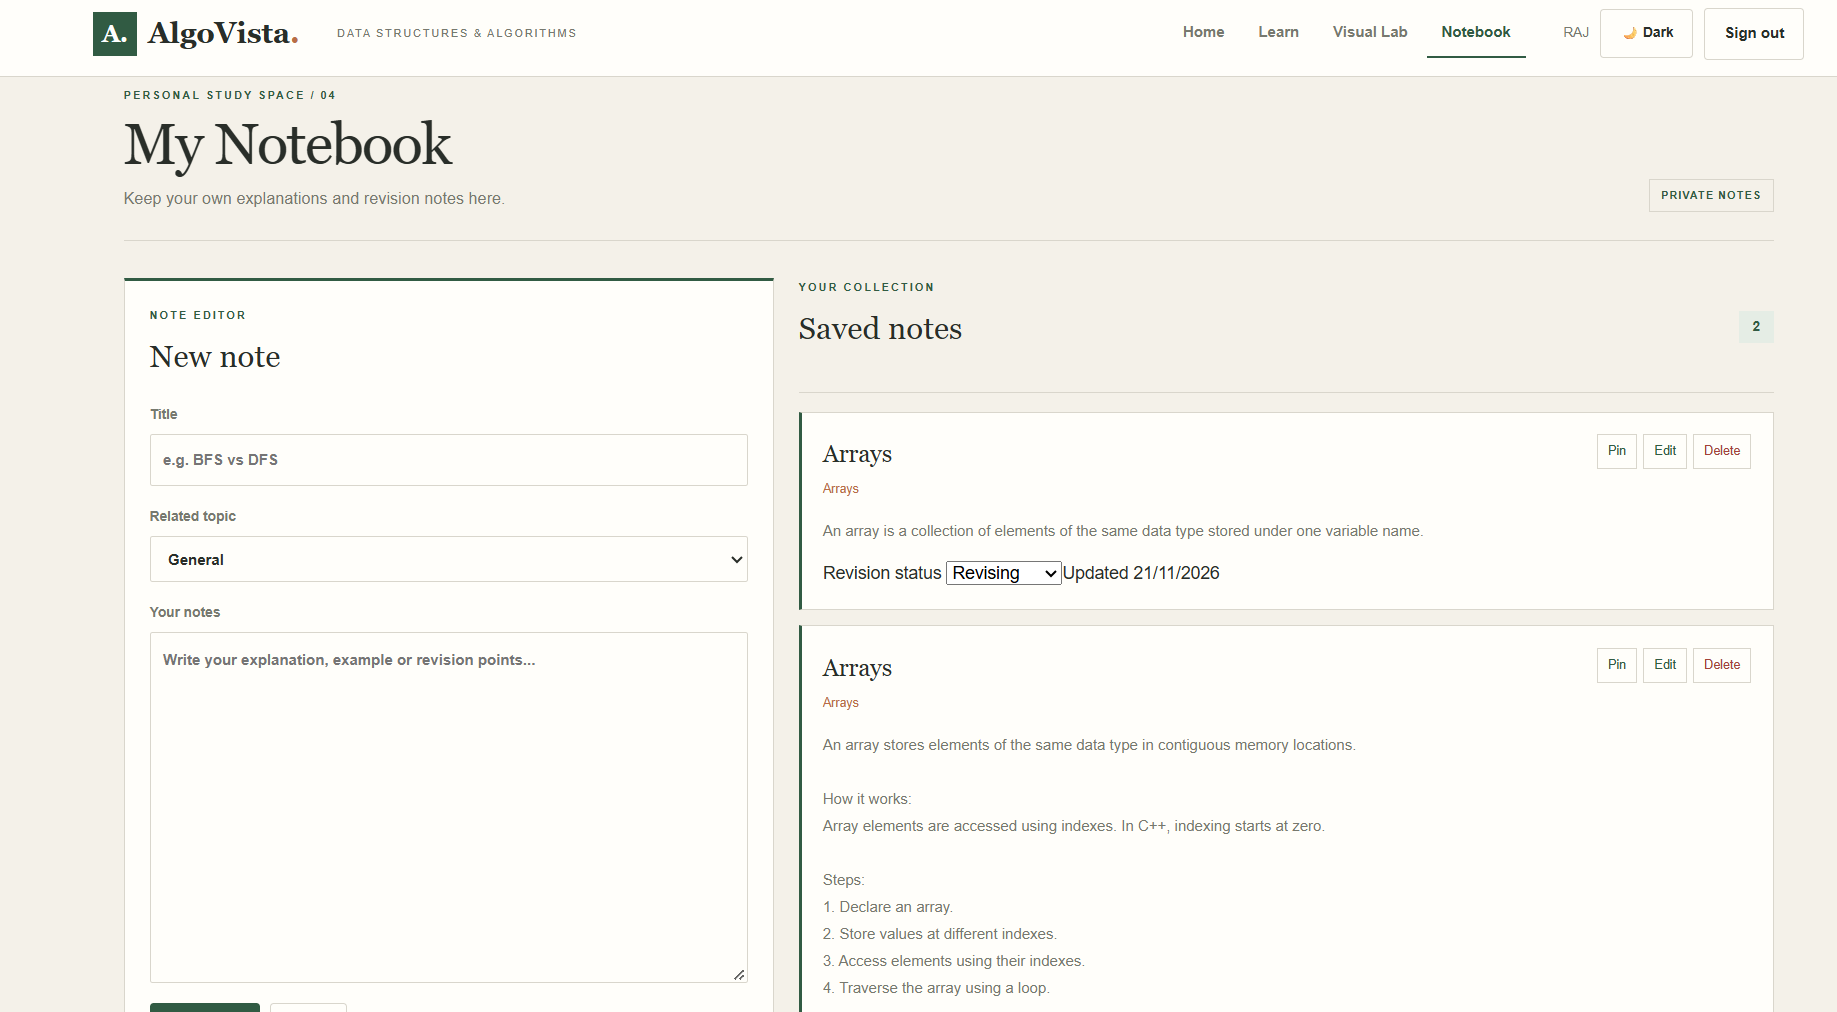 A. AlgoVista. DATA STRUCTURES & ALGORITHMS Home Learn Visual Lab Notebook RAJ 🌙 Dark Sign out
PERSONAL STUDY SPACE / 04
My Notebook
Keep your own explanations and revision notes here.
PRIVATE NOTES
NOTE EDITOR
New note
Title
e.g. BFS vs DFS
Related topic
General
Your notes
Write your explanation, example or revision points...
YOUR COLLECTION
Saved notes 2
Arrays Pin Edit Delete
Arrays
An array is a collection of elements of the same data type stored under one variable name.
Revision status Revising Updated 21/11/2026
Arrays Pin Edit Delete
Arrays
An array stores elements of the same data type in contiguous memory locations.
How it works:
Array elements are accessed using indexes. In C++, indexing starts at zero.
Steps:
1. Declare an array.
2. Store values at different indexes.
3. Access elements using their indexes.
4. Traverse the array using a loop.